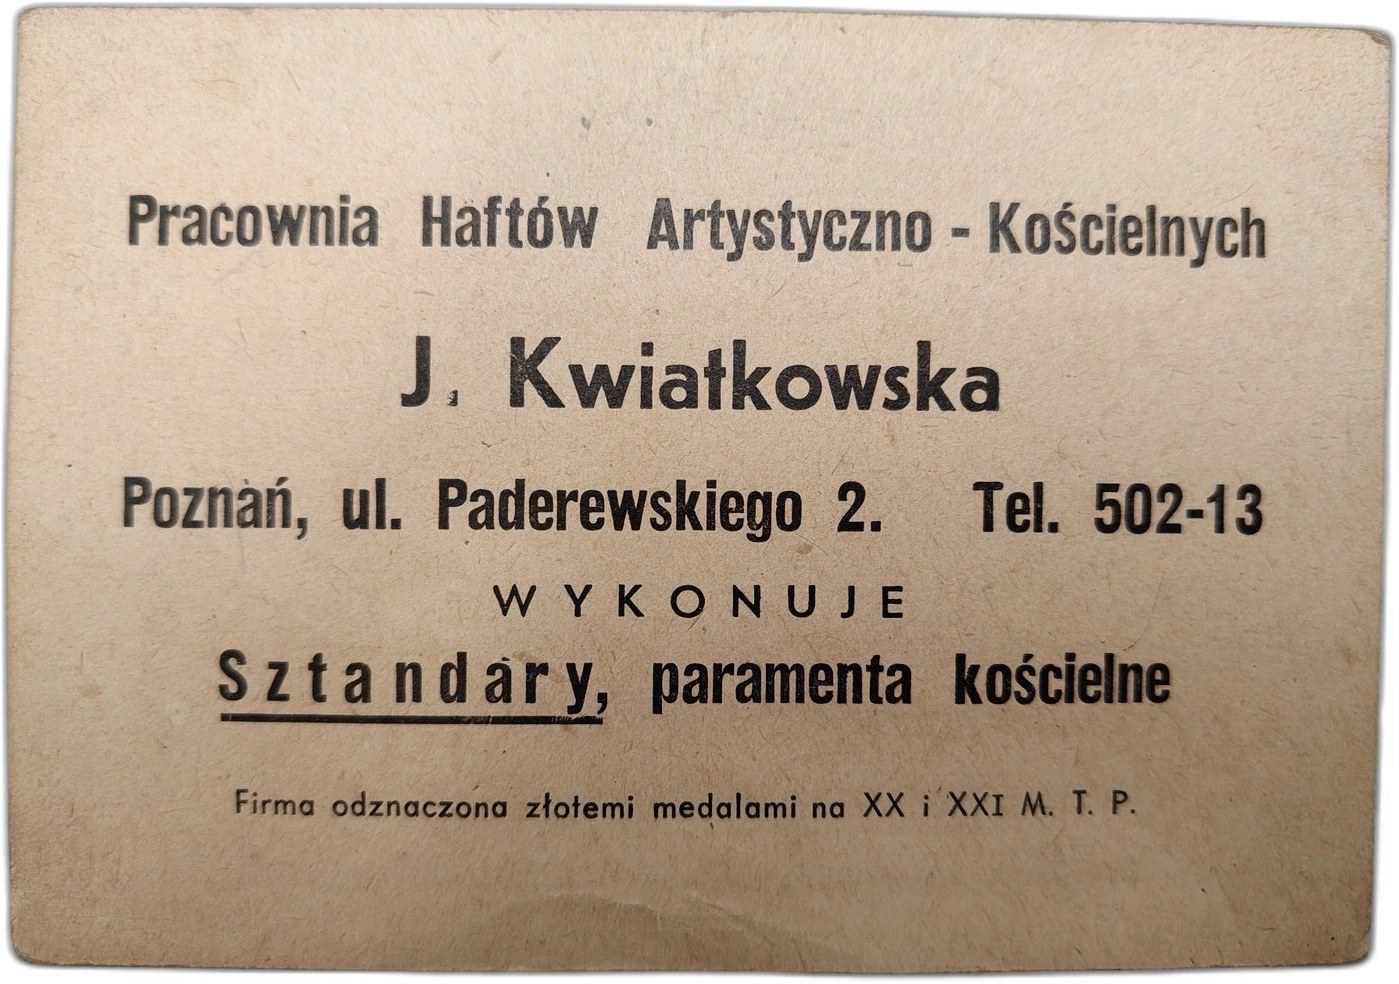 Pracownia Haftów Artystyczno - Kościelnych
J. Kwiatkowska
Poznań, ul. Paderewskiego 2. Tel. 502-13
WYKONUJE
Sztandary, paramenta kościelne
Firma odznaczona złotemi medalami na XX i XXI M. T. P.